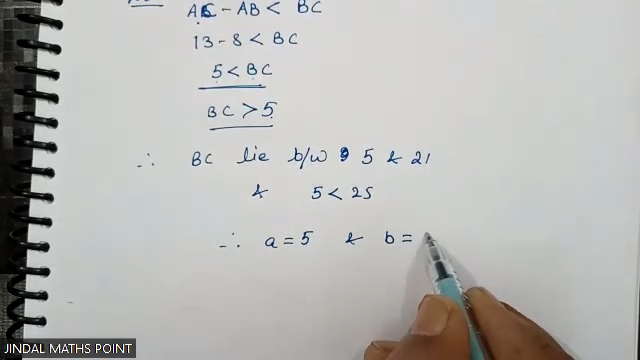 AC - AB < BC
13 - 8 < BC
5 < BC
BC > 5
∴ BC lie b/w 5 & 21
& 5 < 25
∴ a = 5 & b =
JINDAL MATHS POINT